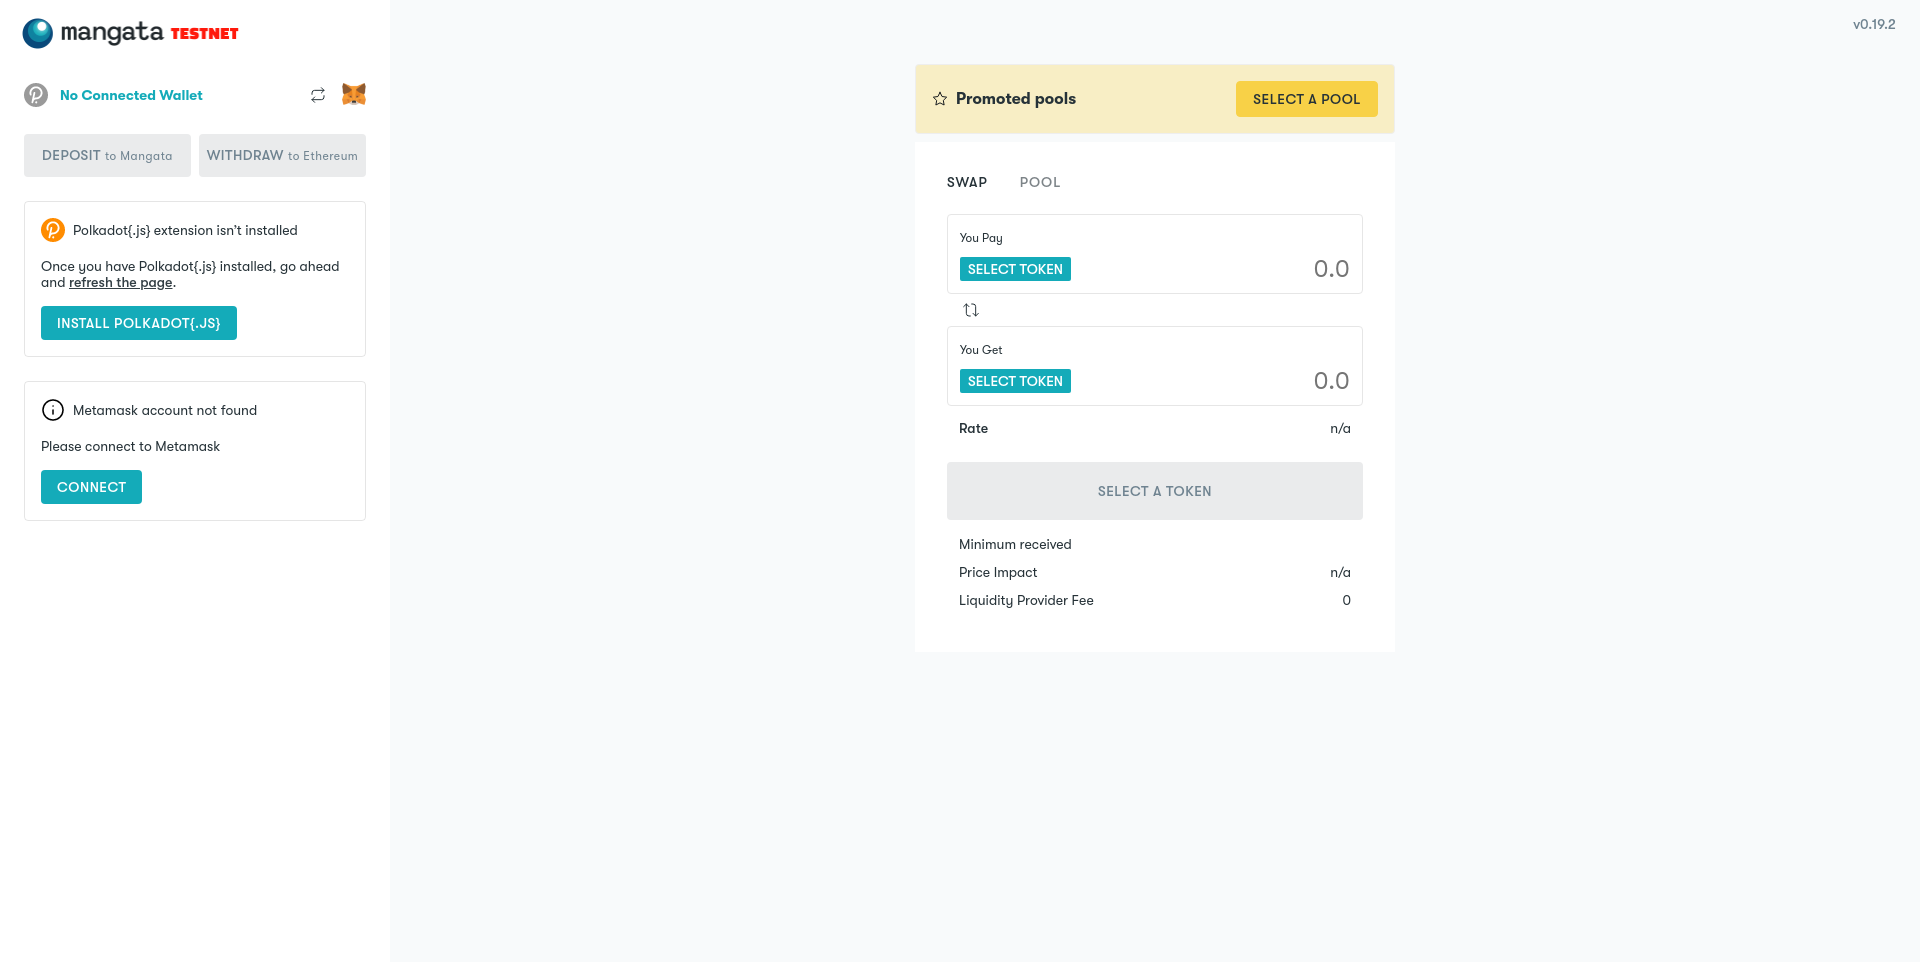 mangata TESTNET
v0.19.2
No Connected Wallet
DEPOSIT to Mangata
WITHDRAW to Ethereum
Polkadot{.js} extension isn't installed
Once you have Polkadot{.js} installed, go ahead
and refresh the page.
INSTALL POLKADOT{.JS}
Metamask account not found
Please connect to Metamask
CONNECT
Promoted pools
SELECT A POOL
SWAP
POOL
You Pay
SELECT TOKEN
0.0
You Get
SELECT TOKEN
0.0
Rate
n/a
SELECT A TOKEN
Minimum received
Price Impact
n/a
Liquidity Provider Fee
0